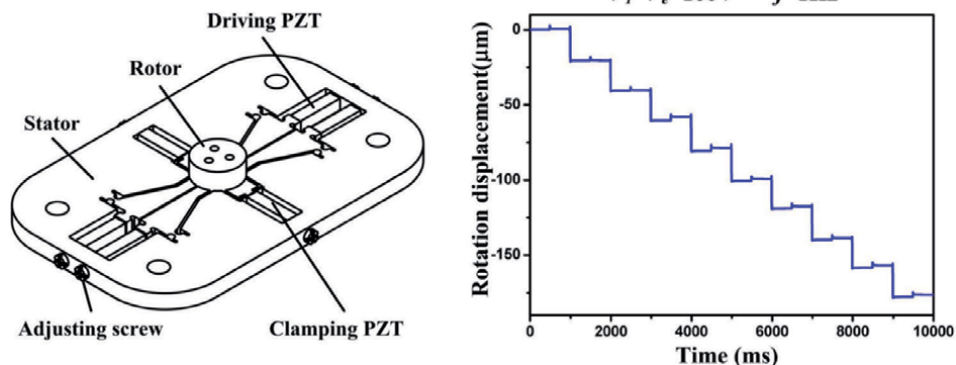 Driving PZT
Rotor
Stator
Adjusting screw
Clamping PZT
Rotation displacement(μm)
0
-50
-100
-150
0 2000 4000 6000 8000 10000
Time (ms)